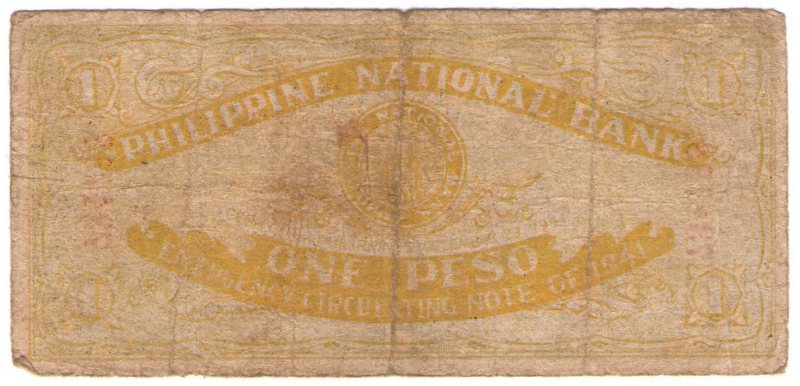 1 1
PHILIPPINE NATIONAL BANK
ONE PESO
EMERGENCY CIRCULATING NOTE OF 1941
1 1